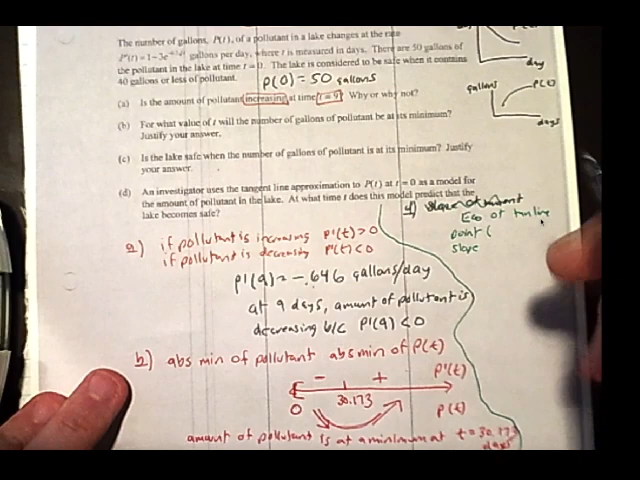 The number of gallons, P(t), of a pollutant in a lake changes at the rate
gallons per day, where t is measured in days. There are 50 gallons of
the pollutant in the lake at time t = 0. The lake is considered to be safe when it contains
40 gallons or less of pollutant. P(0) = 50 gallons
(a) Is the amount of pollutant increasing at time t = 9? Why or why not?
(b) For what value of t will the number of gallons of pollutant be at its minimum?
Justify your answer.
(c) Is the lake safe when the number of gallons of pollutant is at its minimum? Justify
your answer.
(d) An investigator uses the tangent line approximation to P(t) at t = 0 as a model for
the amount of pollutant in the lake. At what time t does this model predict that the
lake becomes safe?
day
gallons
P(t)
days
Eqn of tan line
point (
slope
a) if pollutant is increasing P'(t) > 0
if pollutant is decreasing P'(t) < 0
P'(9) = -.646 gallons/day
at 9 days, amount of pollutant is
decreasing b/c P'(9) < 0
b) abs min of pollutant abs min of P(t)
- + P'(t)
0 30.173 P(t)
amount of pollutant is at a minimum at t = 30.173
days